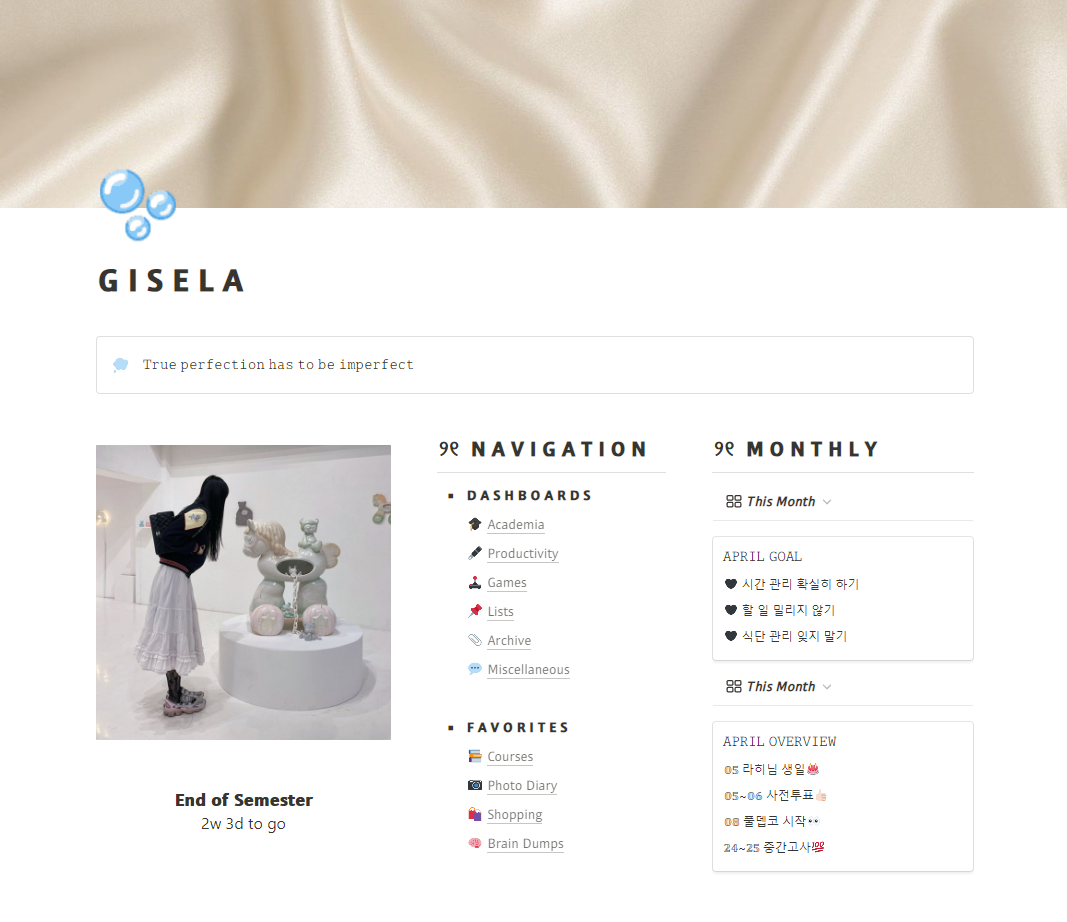 GISELA
True perfection has to be imperfect
End of Semester
2w 3d to go
୨୧ NAVIGATION
▪ DASHBOARDS
🎓 Academia
🖋 Productivity
🕹 Games
📌 Lists
📎 Archive
💬 Miscellaneous
▪ FAVORITES
📚 Courses
📷 Photo Diary
🛍 Shopping
🧠 Brain Dumps
୨୧ MONTHLY
This Month
APRIL GOAL
🖤 시간 관리 확실히 하기
🖤 할 일 밀리지 않기
🖤 식단 관리 잊지 말기
This Month
APRIL OVERVIEW
05 라히님 생일🎂
05~06 사전투표👍🏻
08 풀뎁코 시작👀
24~25 중간고사💯